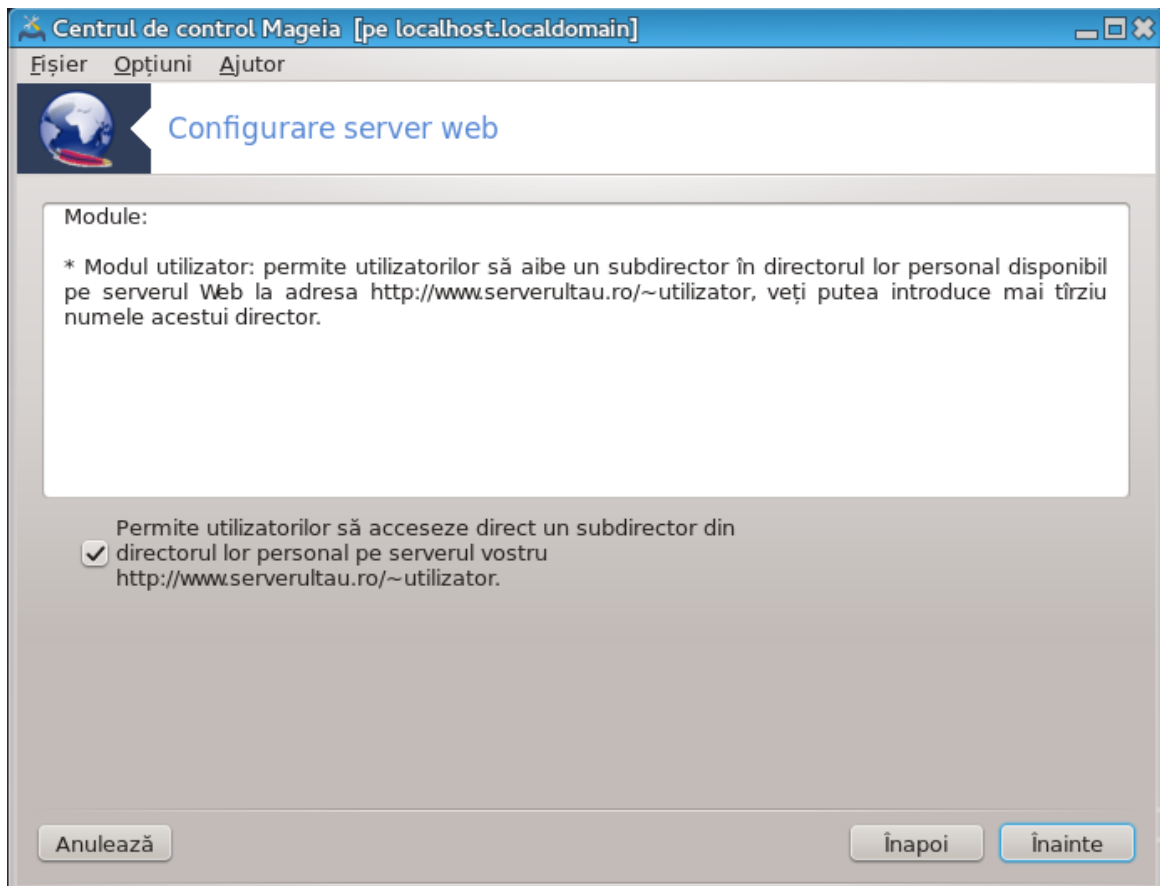 Centrul de control Mageia [pe localhost.localdomain]
Fișier Opțiuni Ajutor
Configurare server web
Module:
* Modul utilizator: permite utilizatorilor să aibe un subdirector în directorul lor personal disponibil
pe serverul Web la adresa http://www.serverultau.ro/~utilizator, veți putea introduce mai tîrziu
numele acestui director.
Permite utilizatorilor să acceseze direct un subdirector din
directorul lor personal pe serverul vostru
http://www.serverultau.ro/~utilizator.
Anulează Înapoi Înainte